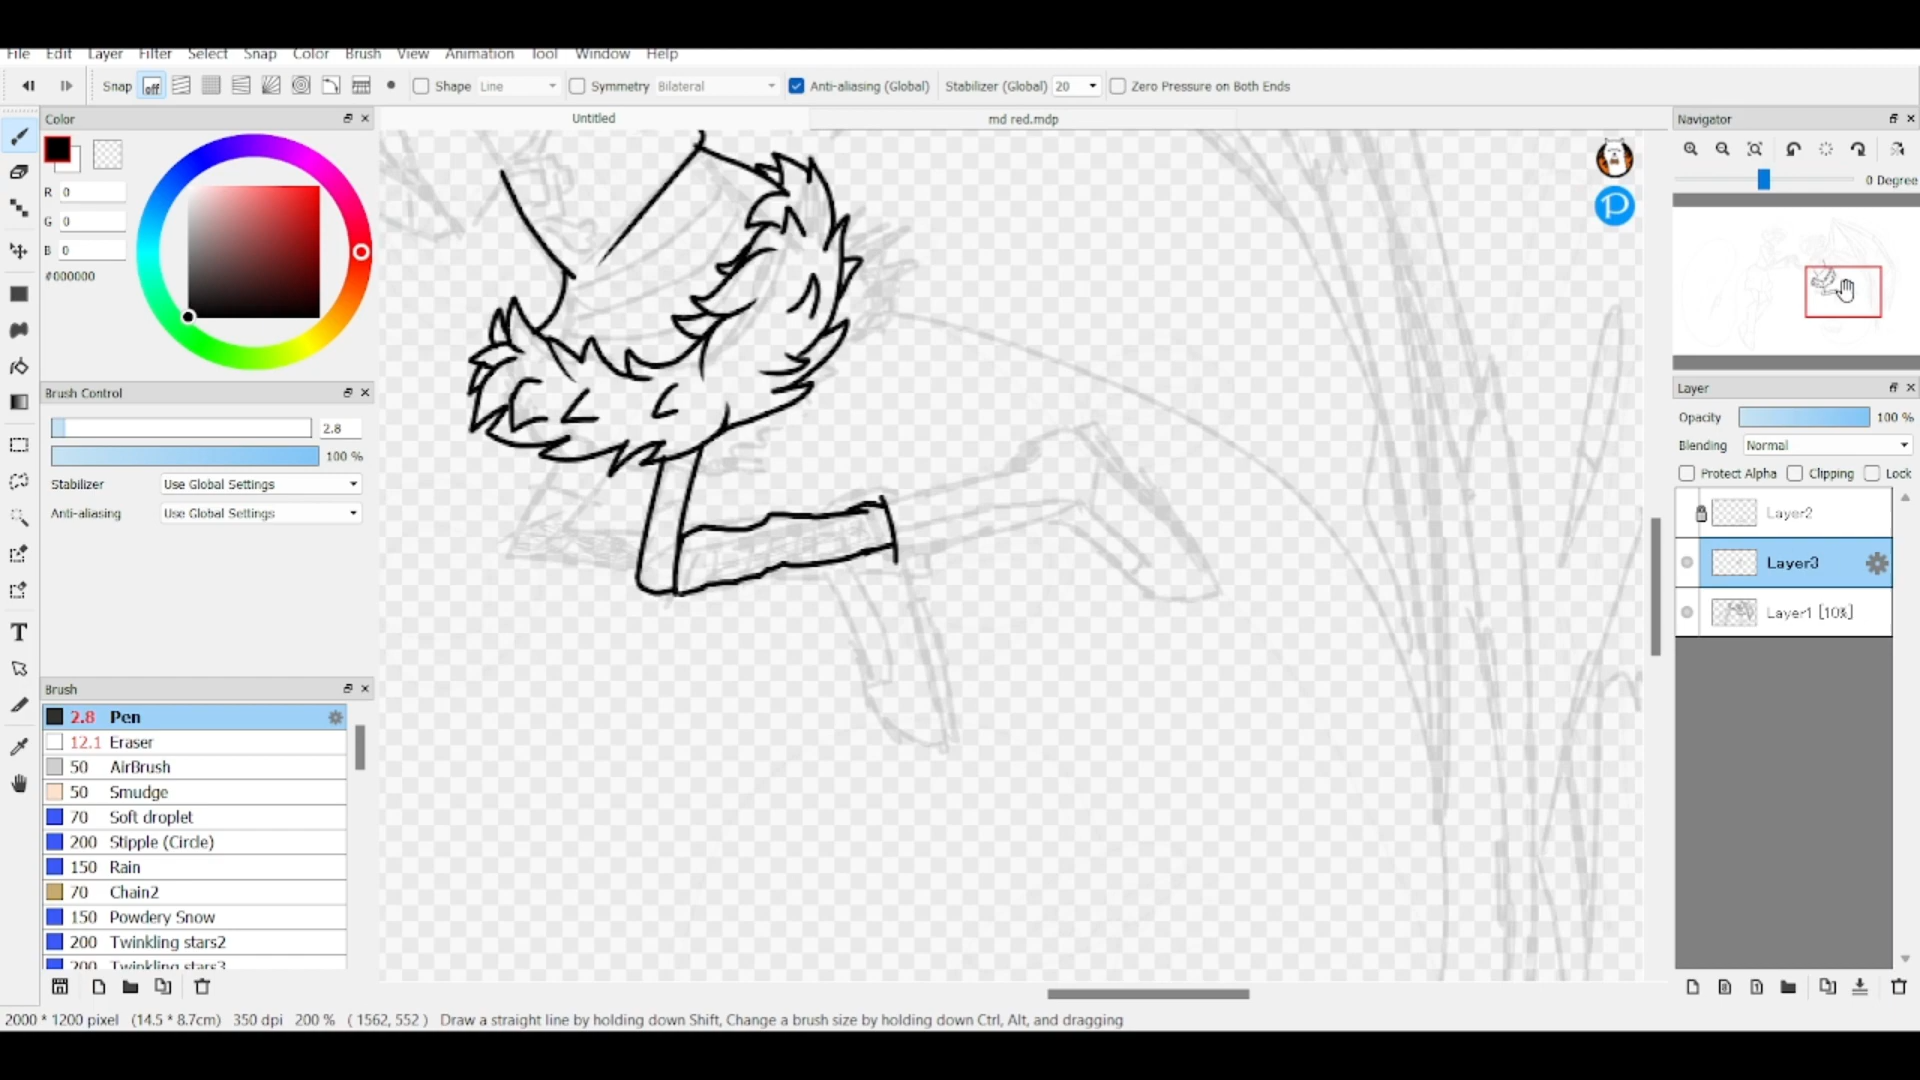 File Edit Layer Filter Select Snap Color Brush View Animation Tool Window Help
Snap off Shape Line Symmetry Bilateral Anti-aliasing (Global) Stabilizer (Global) 20 Zero Pressure on Both Ends
Color
Untitled
md red.mdp
Navigator
R 0
G 0
B 0
#000000
0 Degree
Brush Control
2.8
100 %
Stabilizer Use Global Settings
Anti-aliasing Use Global Settings
Layer
Opacity 100 %
Blending Normal
Protect Alpha Clipping Lock
Layer2
Layer3
Layer1 [10%]
Brush
2.8 Pen
12.1 Eraser
50 AirBrush
50 Smudge
70 Soft droplet
200 Stipple (Circle)
150 Rain
70 Chain2
150 Powdery Snow
200 Twinkling stars2
200 Twinkling stars3
T
P
2000 * 1200 pixel (14.5 * 8.7cm) 350 dpi 200 % ( 1562, 552 ) Draw a straight line by holding down Shift, Change a brush size by holding down Ctrl, Alt, and dragging